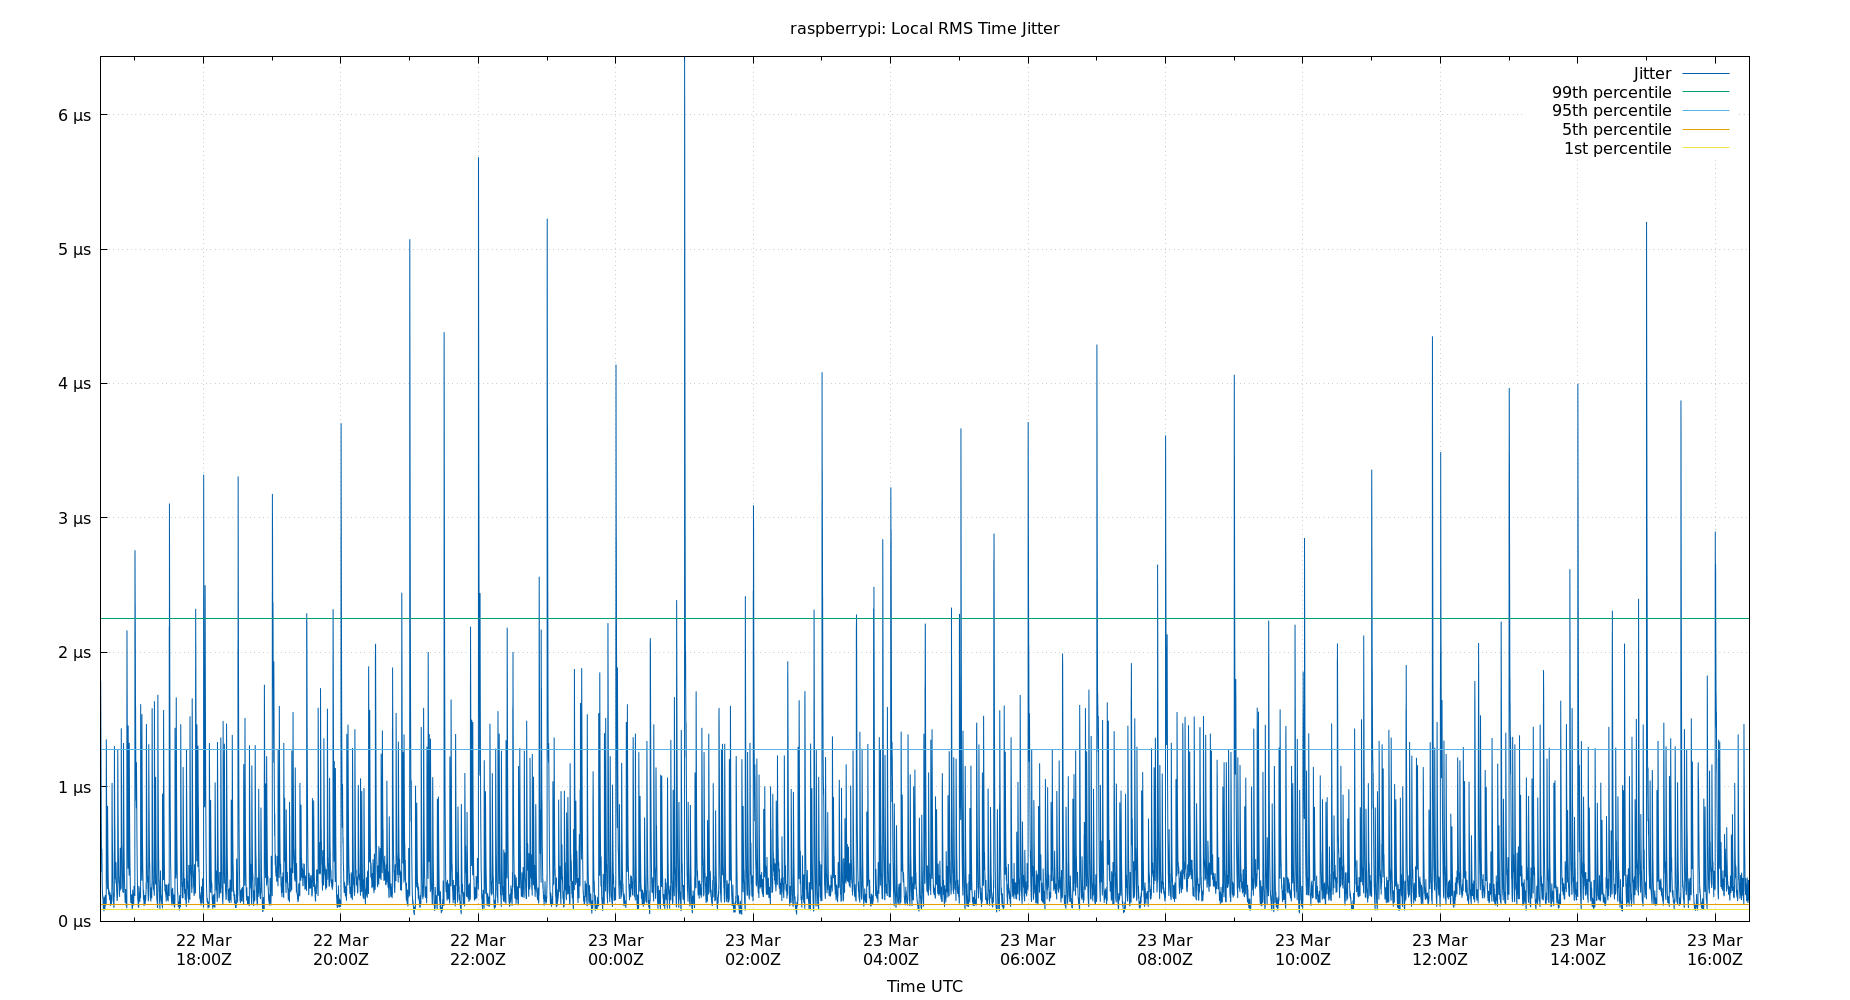 raspberrypi: Local RMS Time Jitter
Jitter
99th percentile
95th percentile
5th percentile
1st percentile
6 µs
5 µs
4 µs
3 µs
2 µs
1 µs
0 µs
22 Mar 22 Mar 22 Mar 23 Mar 23 Mar 23 Mar 23 Mar 23 Mar 23 Mar 23 Mar 23 Mar 23 Mar
18:00Z 20:00Z 22:00Z 00:00Z 02:00Z 04:00Z 06:00Z 08:00Z 10:00Z 12:00Z 14:00Z 16:00Z
Time UTC